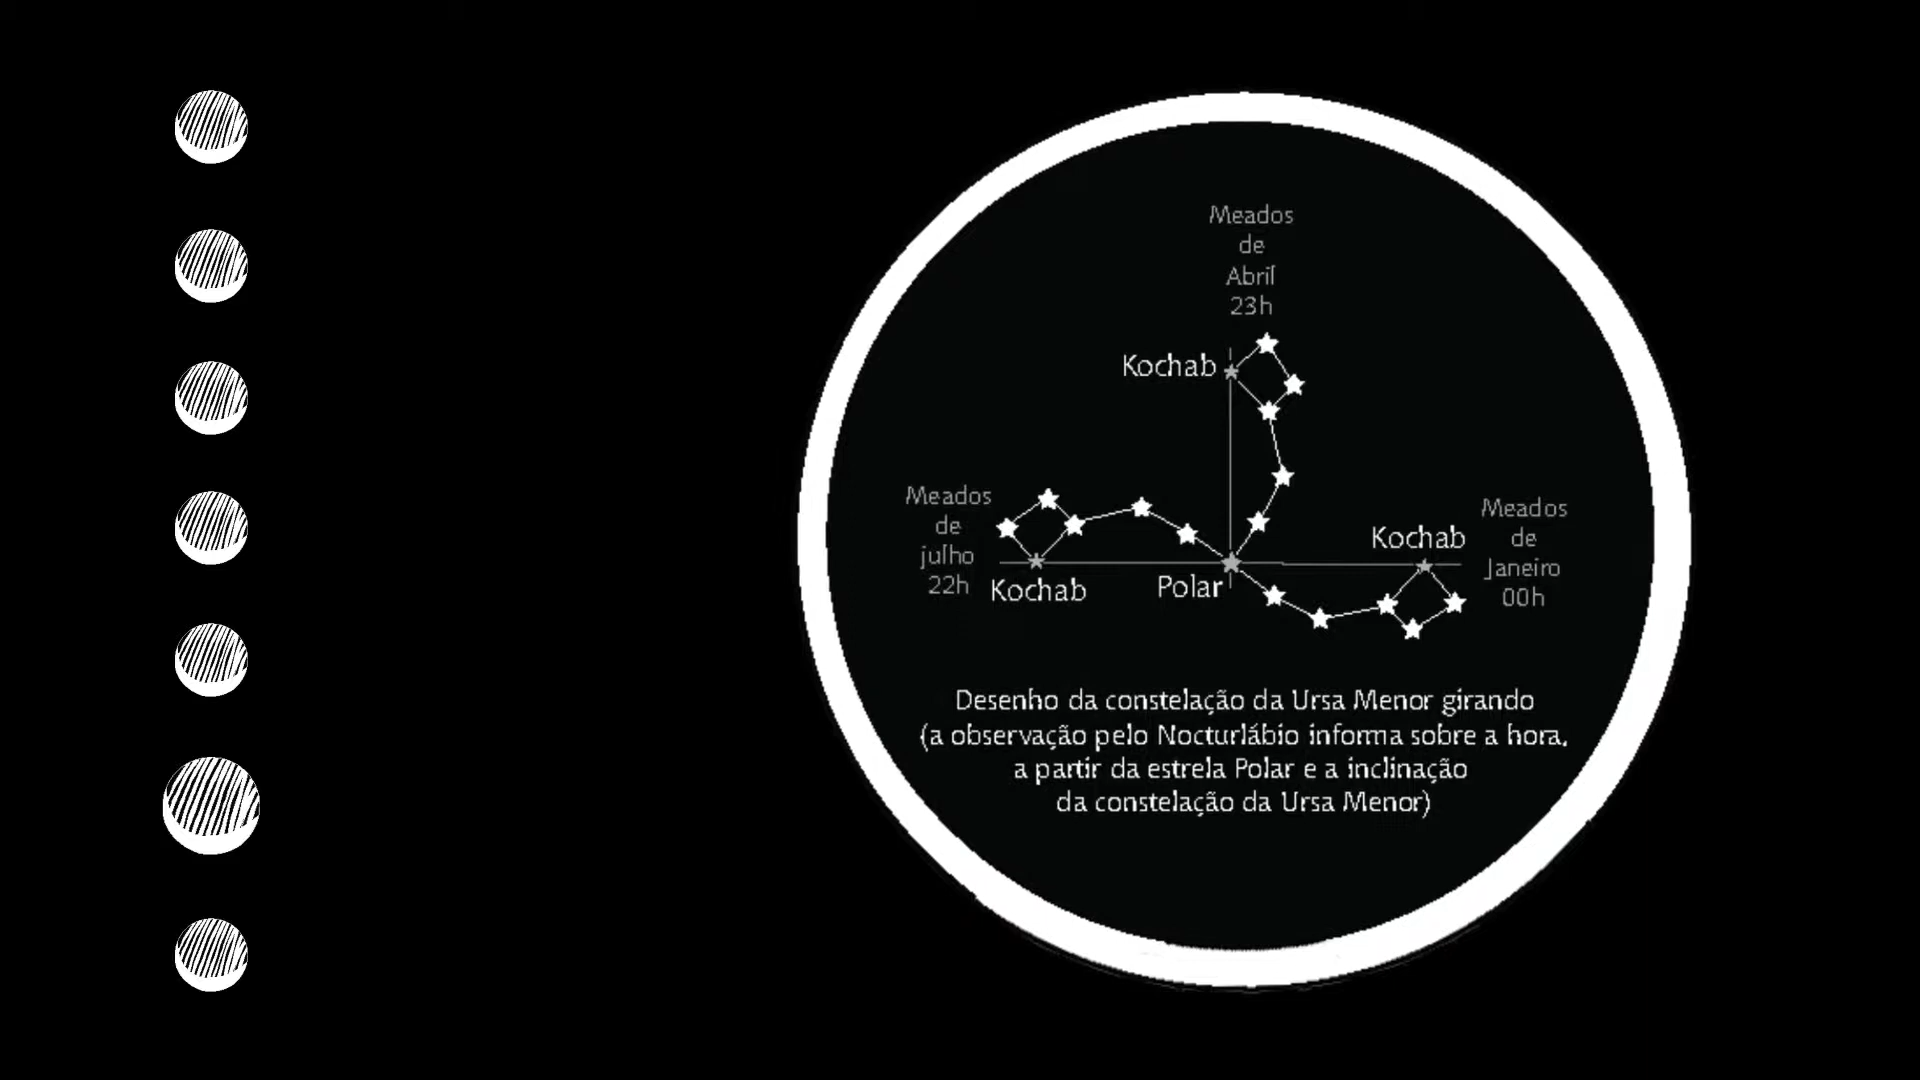 Meados
de
Abril
23h
Kochab
Meados
de
julho
22h
Kochab
Polar
Kochab
Meados
de
Janeiro
00h
Desenho da constelação da Ursa Menor girando
(a observação pelo Nocturlábio informa sobre a hora,
a partir da estrela Polar e a inclinação
da constelação da Ursa Menor)